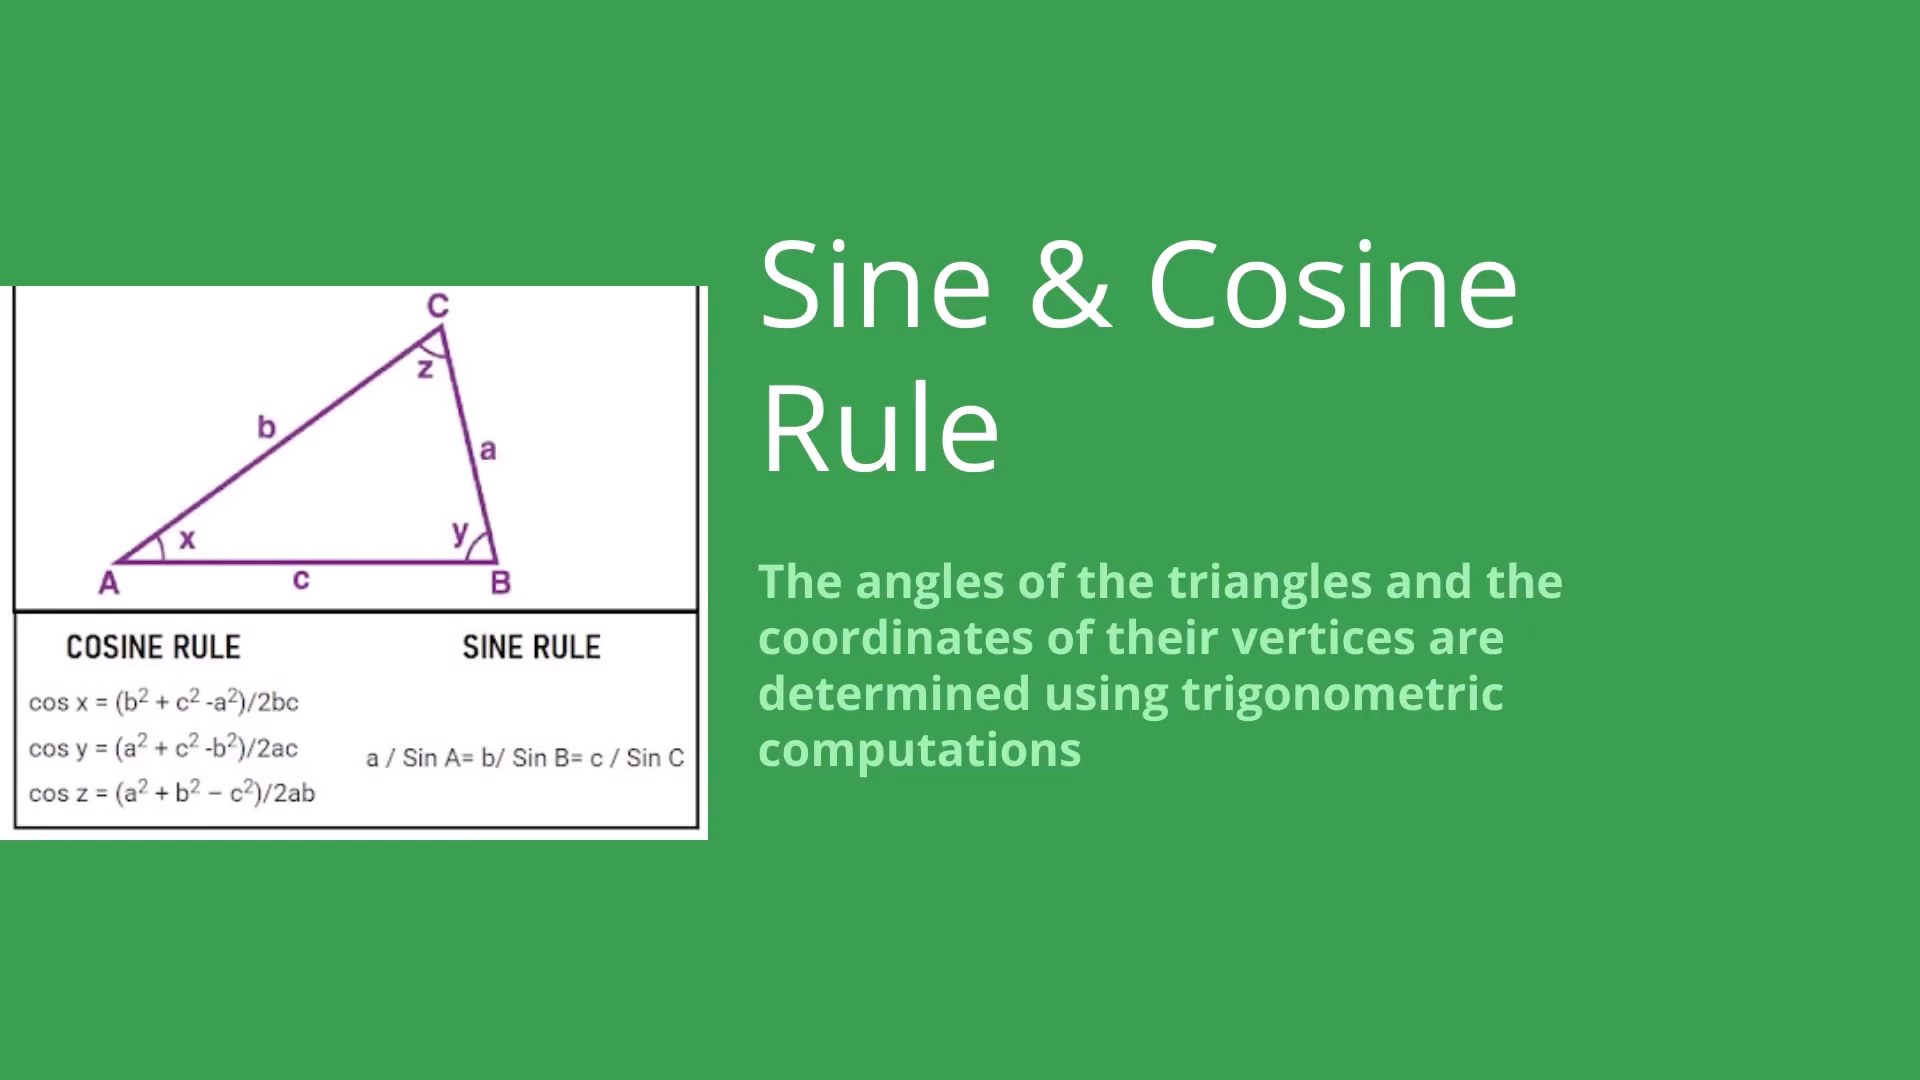 Sine & Cosine
Rule
The angles of the triangles and the
coordinates of their vertices are
determined using trigonometric
computations
C
z
b
a
x
y
A
c
B
COSINE RULE
SINE RULE
cos x = (b² + c² -a²)/2bc
cos y = (a² + c² -b²)/2ac
cos z = (a² + b² – c²)/2ab
a / Sin A= b/ Sin B= c / Sin C